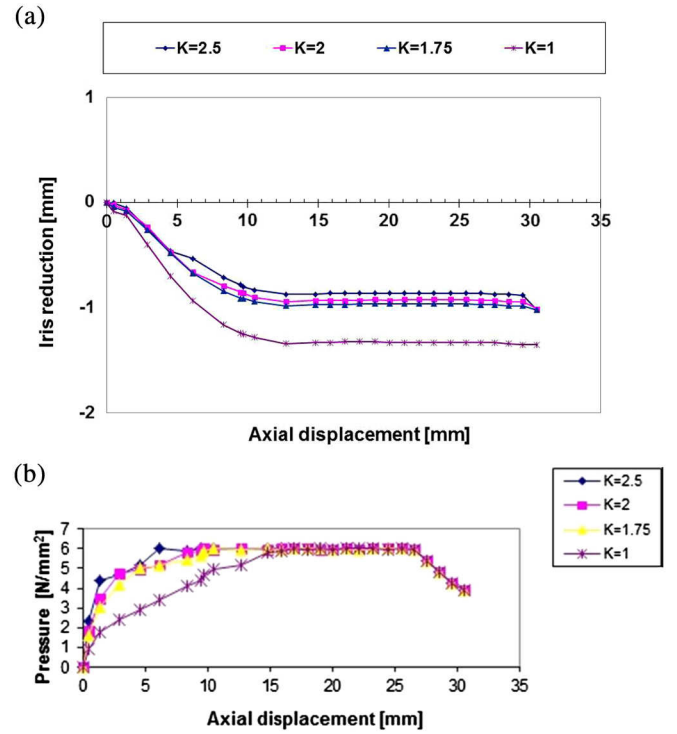 (a)
K=2.5 K=2 K=1.75 K=1
1
0
0 5 10 15 20 25 30 35
-1
-2
Iris reduction [mm]
Axial displacement [mm]
(b)
K=2.5
K=2
K=1.75
K=1
7
6
5
4
3
2
1
0
Pressure [N/mm²]
0 5 10 15 20 25 30 35
Axial displacement [mm]